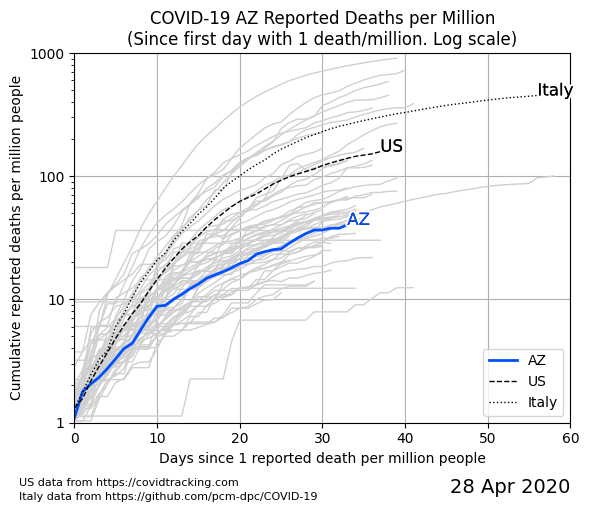 COVID-19 AZ Reported Deaths per Million
(Since first day with 1 death/million. Log scale)
Cumulative reported deaths per million people
1000
100
10
1
Italy
US
AZ
AZ
US
Italy
0 10 20 30 40 50 60
Days since 1 reported death per million people
US data from https://covidtracking.com
Italy data from https://github.com/pcm-dpc/COVID-19
28 Apr 2020